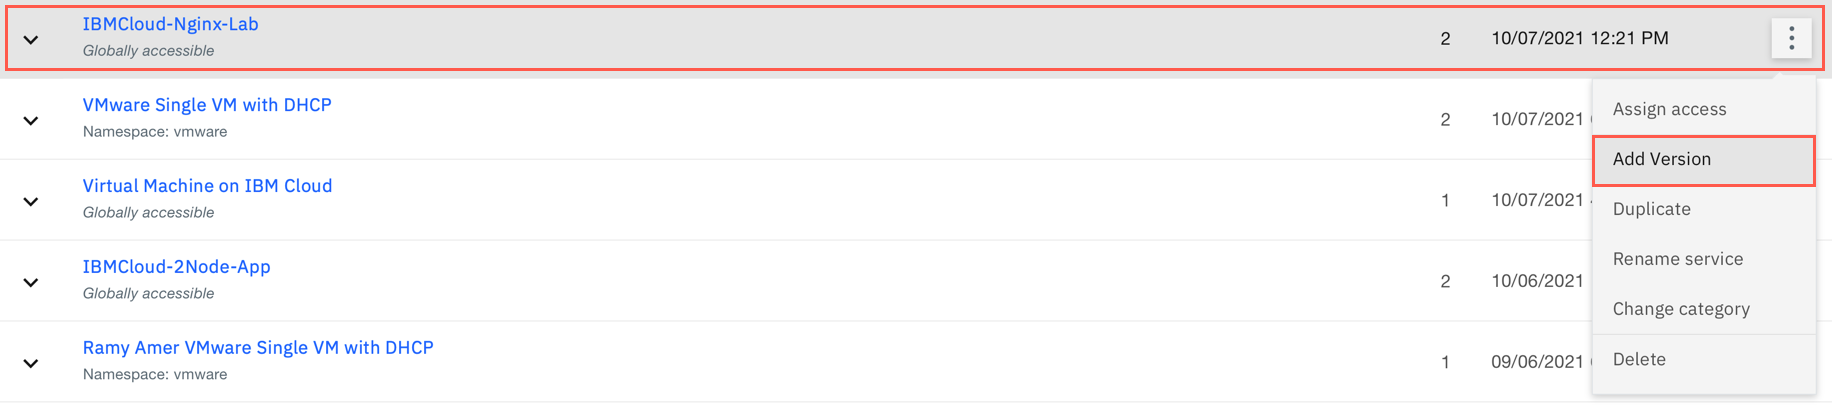 IBMCloud-Nginx-Lab
Globally accessible
2
10/07/2021 12:21 PM
VMware Single VM with DHCP
Namespace: vmware
2
10/07/2021
Virtual Machine on IBM Cloud
Globally accessible
1
10/07/2021
IBMCloud-2Node-App
Globally accessible
2
10/06/2021
Ramy Amer VMware Single VM with DHCP
Namespace: vmware
1
09/06/2021
Assign access
Add Version
Duplicate
Rename service
Change category
Delete